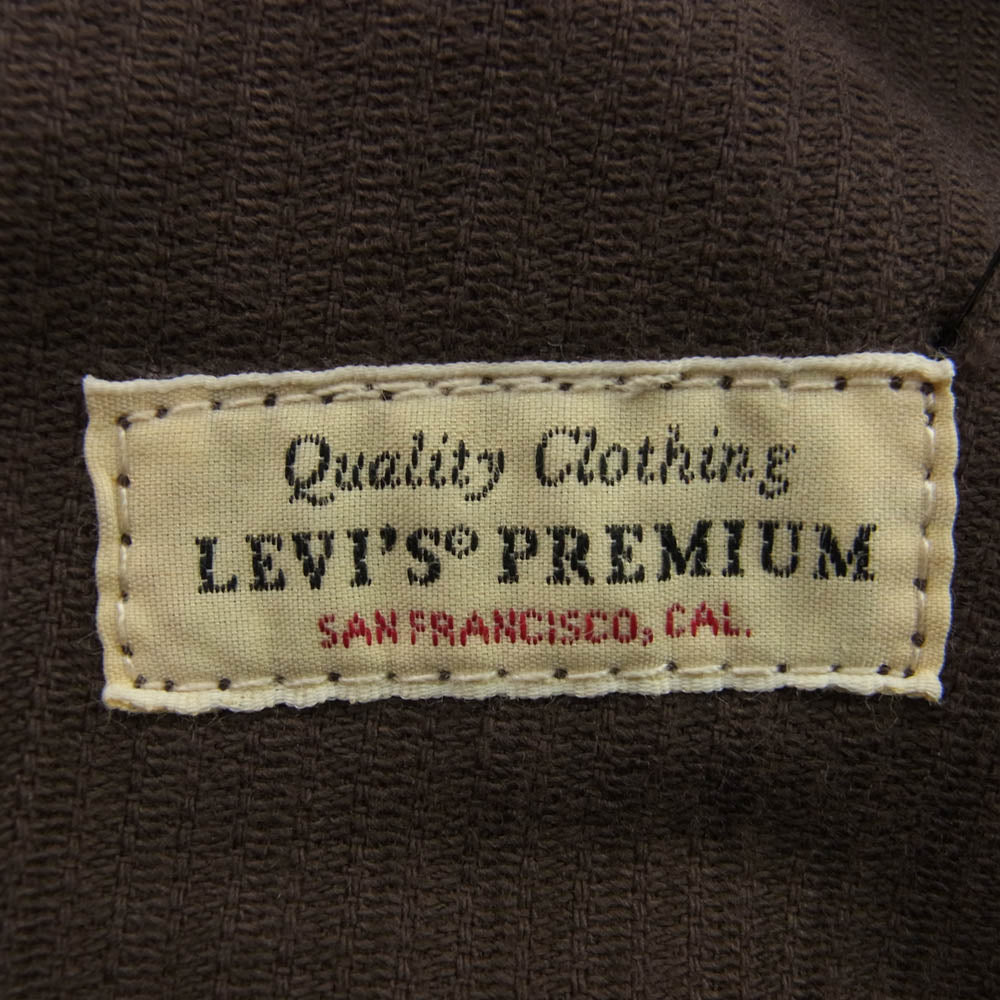 Quality Clothing
LEVI'S® PREMIUM
SAN FRANCISCO, CAL.